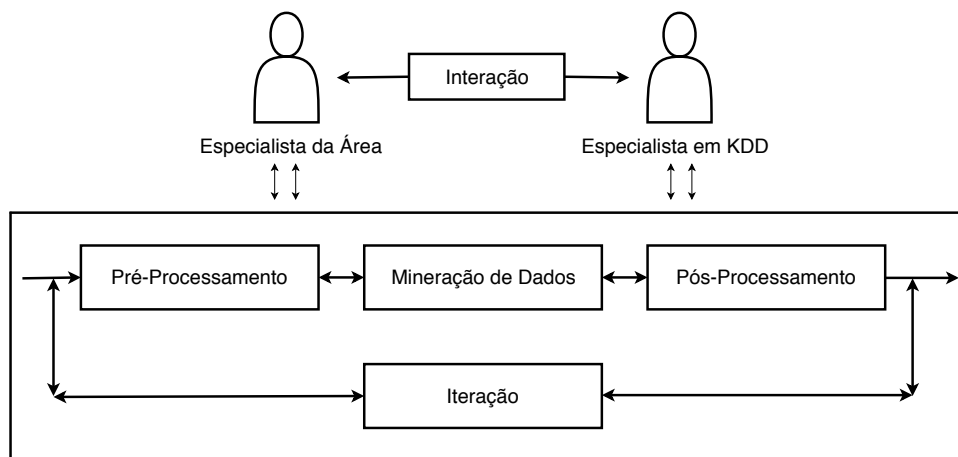 Interação
Especialista da Área
Especialista em KDD
Pré-Processamento
Mineração de Dados
Pós-Processamento
Iteração